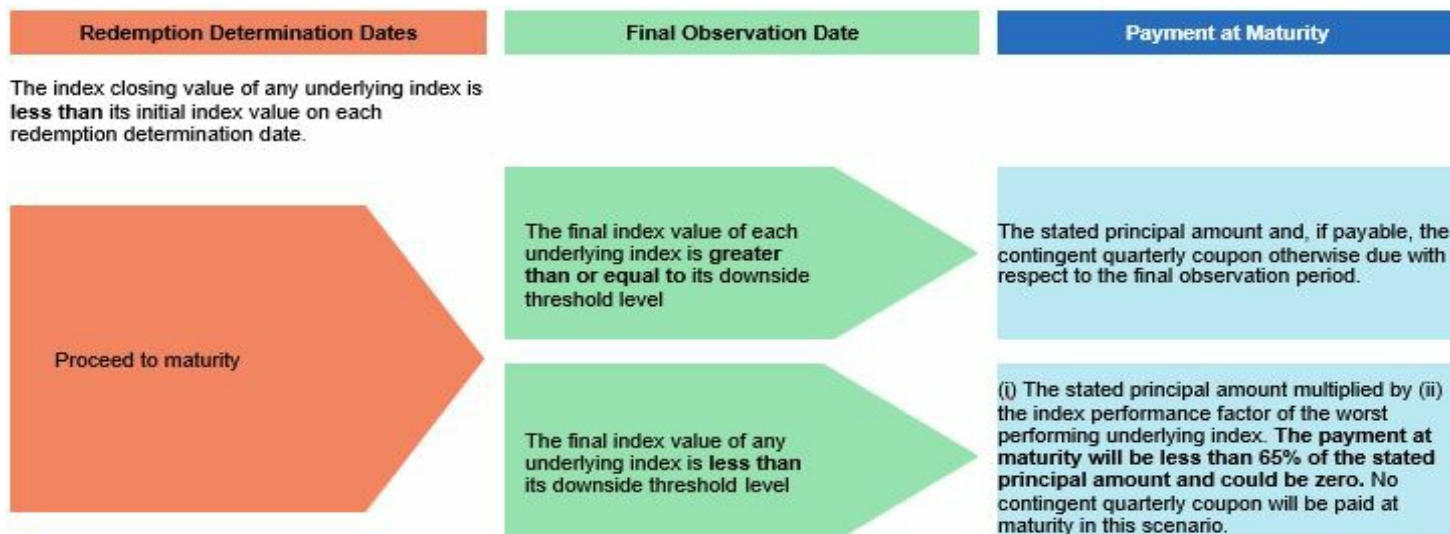 Redemption Determination Dates
Final Observation Date
Payment at Maturity
The index closing value of any underlying index is
less than its initial index value on each
redemption determination date.
Proceed to maturity
The final index value of each
underlying index is greater
than or equal to its downside
threshold level
The stated principal amount and, if payable, the
contingent quarterly coupon otherwise due with
respect to the final observation period.
The final index value of any
underlying index is less than
its downside threshold level
(i) The stated principal amount multiplied by (ii)
the index performance factor of the worst
performing underlying index. The payment at
maturity will be less than 65% of the stated
principal amount and could be zero. No
contingent quarterly coupon will be paid at
maturity in this scenario.